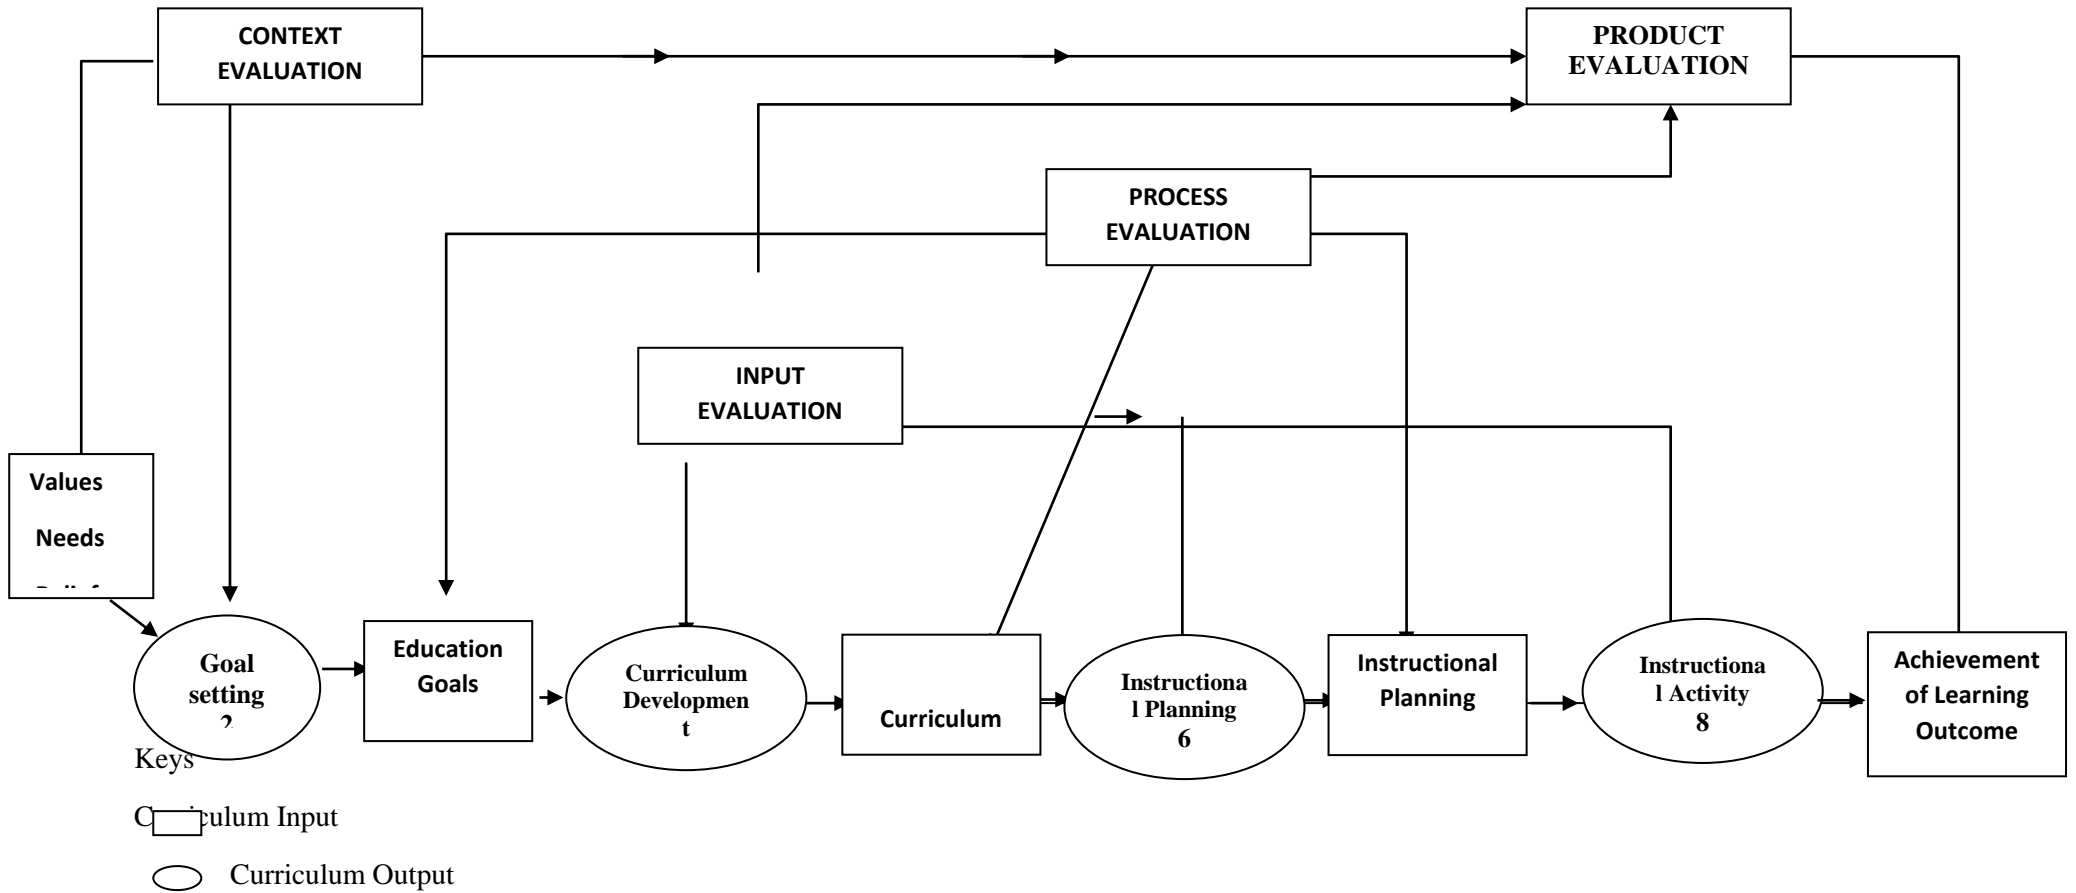 CONTEXT
EVALUATION
PRODUCT
EVALUATION
PROCESS
EVALUATION
INPUT
EVALUATION
Values
Needs
Goal
setting
2
Education
Goals
Curriculum
Developmen
t
Curriculum
Instructiona
l Planning
6
Instructional
Planning
Instructiona
l Activity
8
Achievement
of Learning
Outcome
Keys
Curriculum Input
Curriculum Output